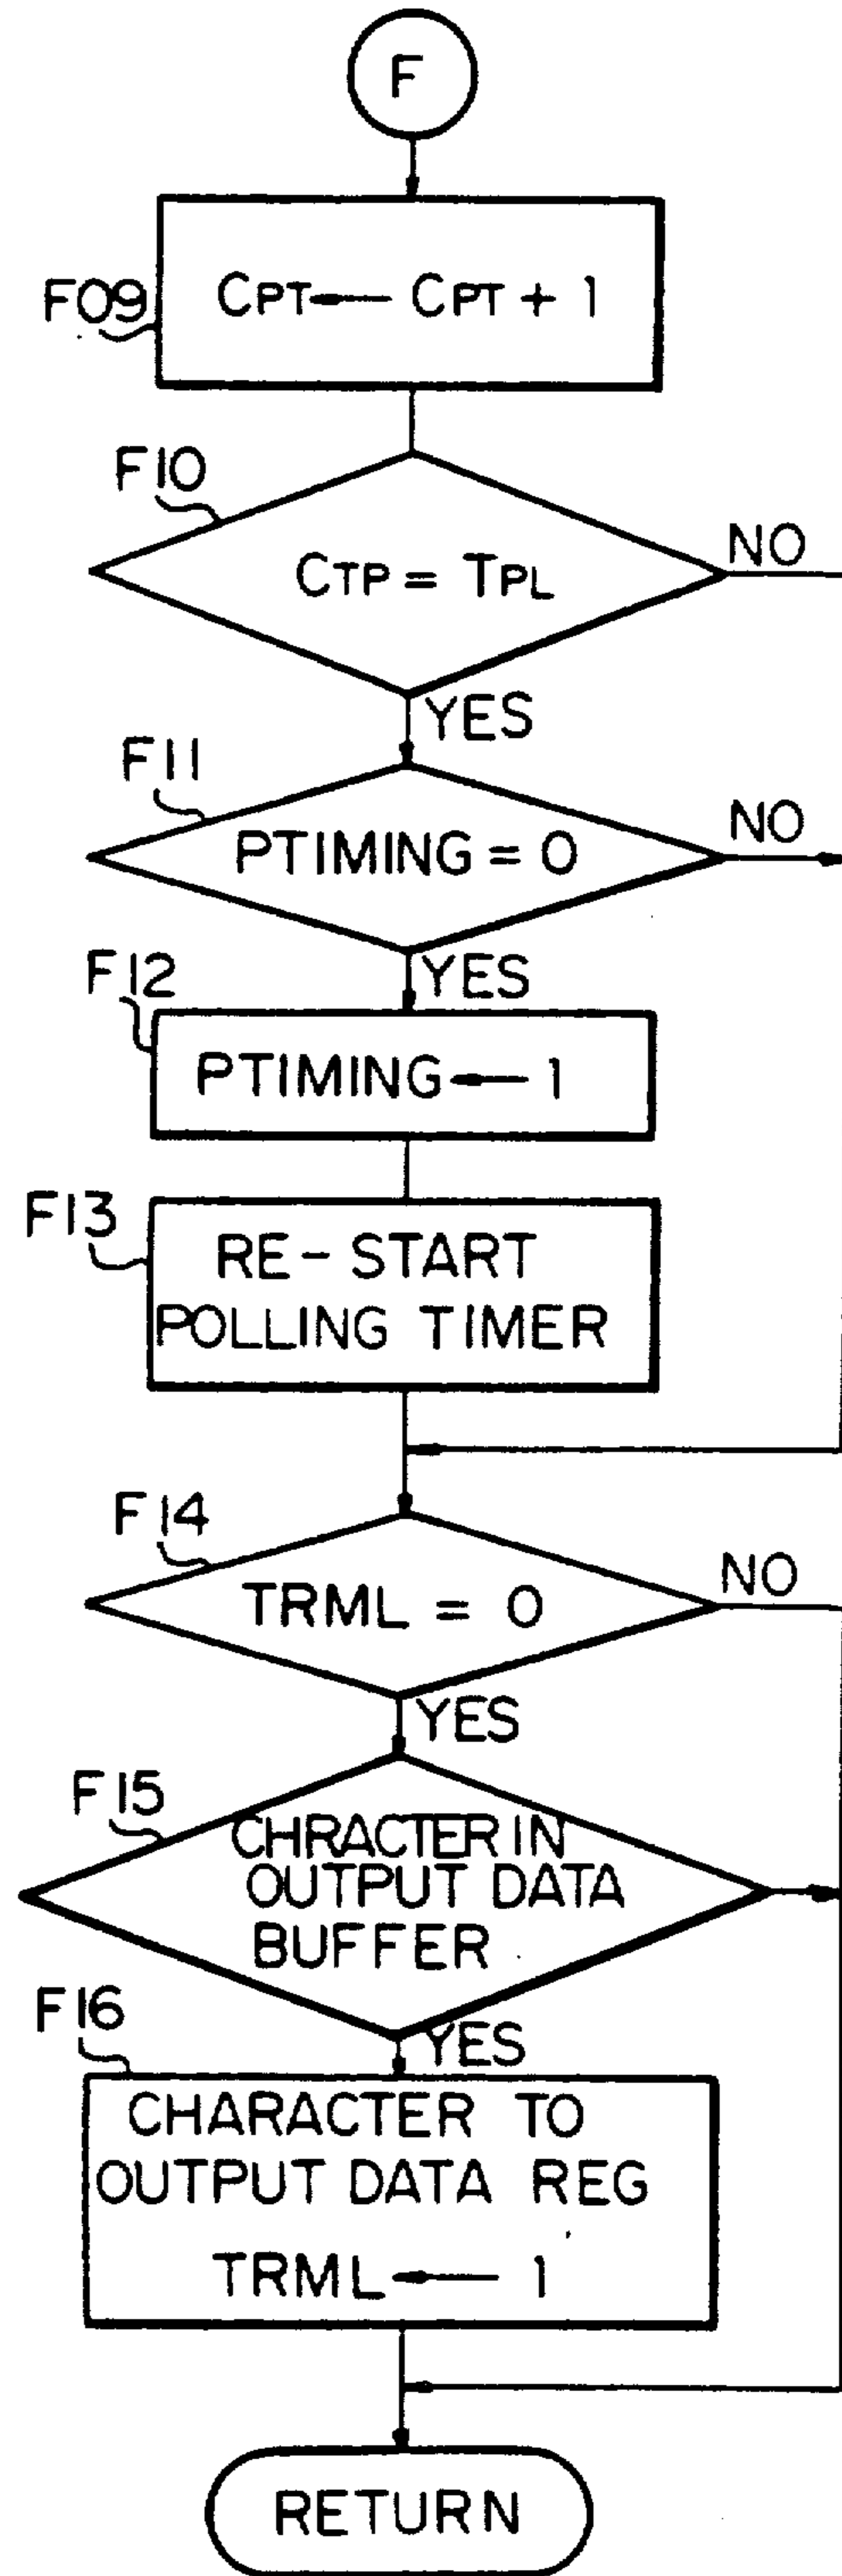 F
F09
CPT ← CPT + 1
F10
CTP = TPL
NO
YES
F11
PTIMING = 0
NO
YES
F12
PTIMING ← 1
F13
RE-START
POLLING TIMER
F14
TRML = 0
NO
YES
F15
CHRACTER IN
OUTPUT DATA
BUFFER
YES
F16
CHARACTER TO
OUTPUT DATA REG
TRML ← 1
RETURN